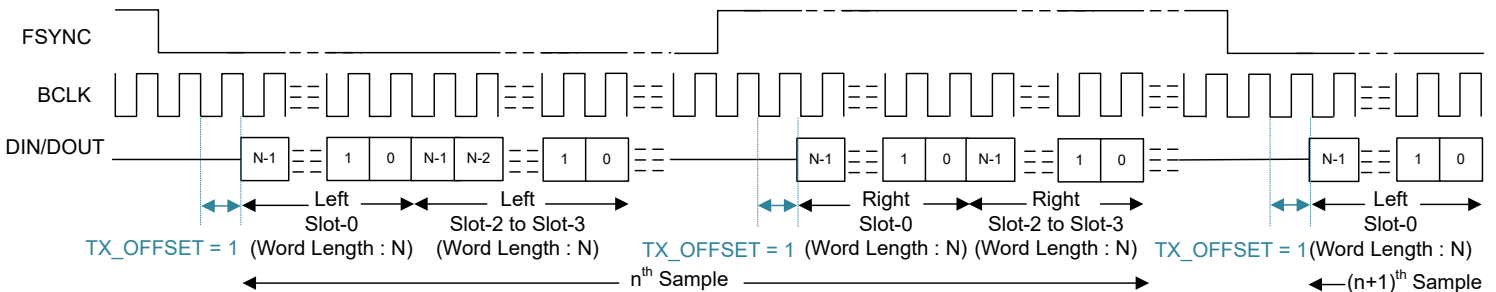 FSYNC
BCLK
DIN/DOUT
N-1 1 0 N-1 N-2 1 0 N-1 1 0 N-1 1 0 N-1 1 0
Left Left Right Right Left
Slot-0 Slot-2 to Slot-3 Slot-0 Slot-2 to Slot-3 Slot-0
TX_OFFSET = 1 (Word Length : N) (Word Length : N) TX_OFFSET = 1 (Word Length : N) (Word Length : N) TX_OFFSET = 1 (Word Length : N)
nth Sample (n+1)th Sample